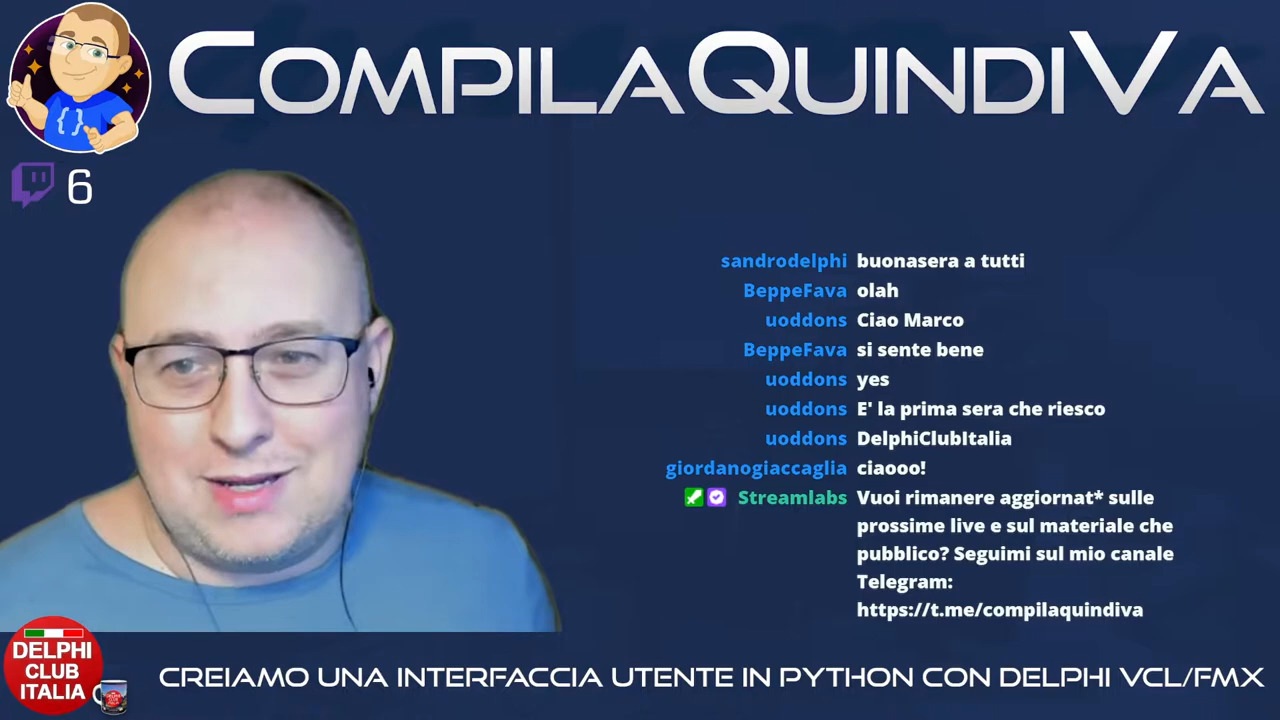 COMPILAQUINDIVA
{ }
6
sandrodelphi buonasera a tutti
BeppeFava olah
uoddons Ciao Marco
BeppeFava si sente bene
uoddons yes
uoddons E' la prima sera che riesco
uoddons DelphiClubItalia
giordanogiaccaglia ciaooo!
Streamlabs Vuoi rimanere aggiornat* sulle
prossime live e sul materiale che
pubblico? Seguimi sul mio canale
Telegram:
https://t.me/compilaquindiva
DELPHI
CLUB
ITALIA
CREIAMO UNA INTERFACCIA UTENTE IN PYTHON CON DELPHI VCL/FMX